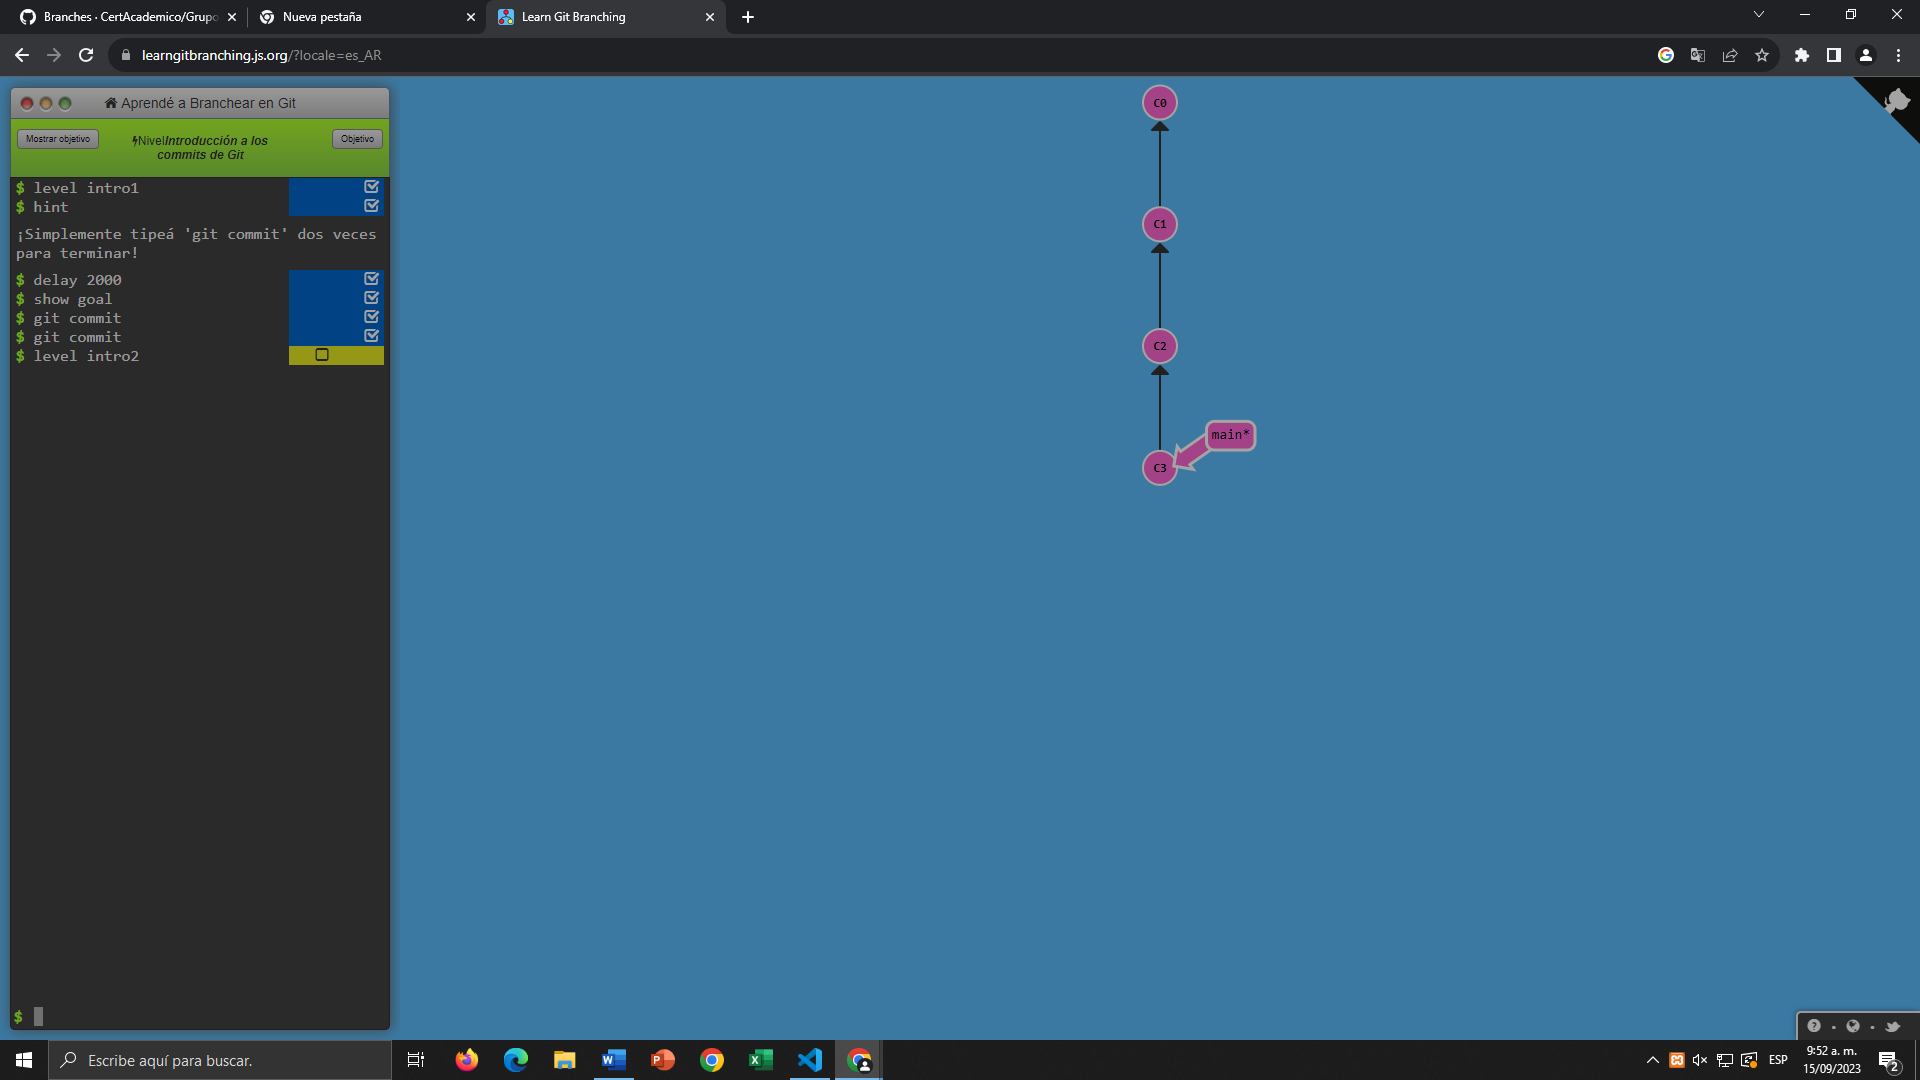 Branches · CertAcademico/Grupo
Nueva pestaña
Learn Git Branching
learngitbranching.js.org/?locale=es_AR
Aprendé a Branchear en Git
Mostrar objetivo
NivelIntroducción a los
commits de Git
Objetivo
$ level intro1
$ hint
¡Simplemente tipeá 'git commit' dos veces
para terminar!
$ delay 2000
$ show goal
$ git commit
$ git commit
$ level intro2
$
C0
C1
C2
main*
C3
Escribe aquí para buscar.
ESP
9:52 a. m.
15/09/2023
2